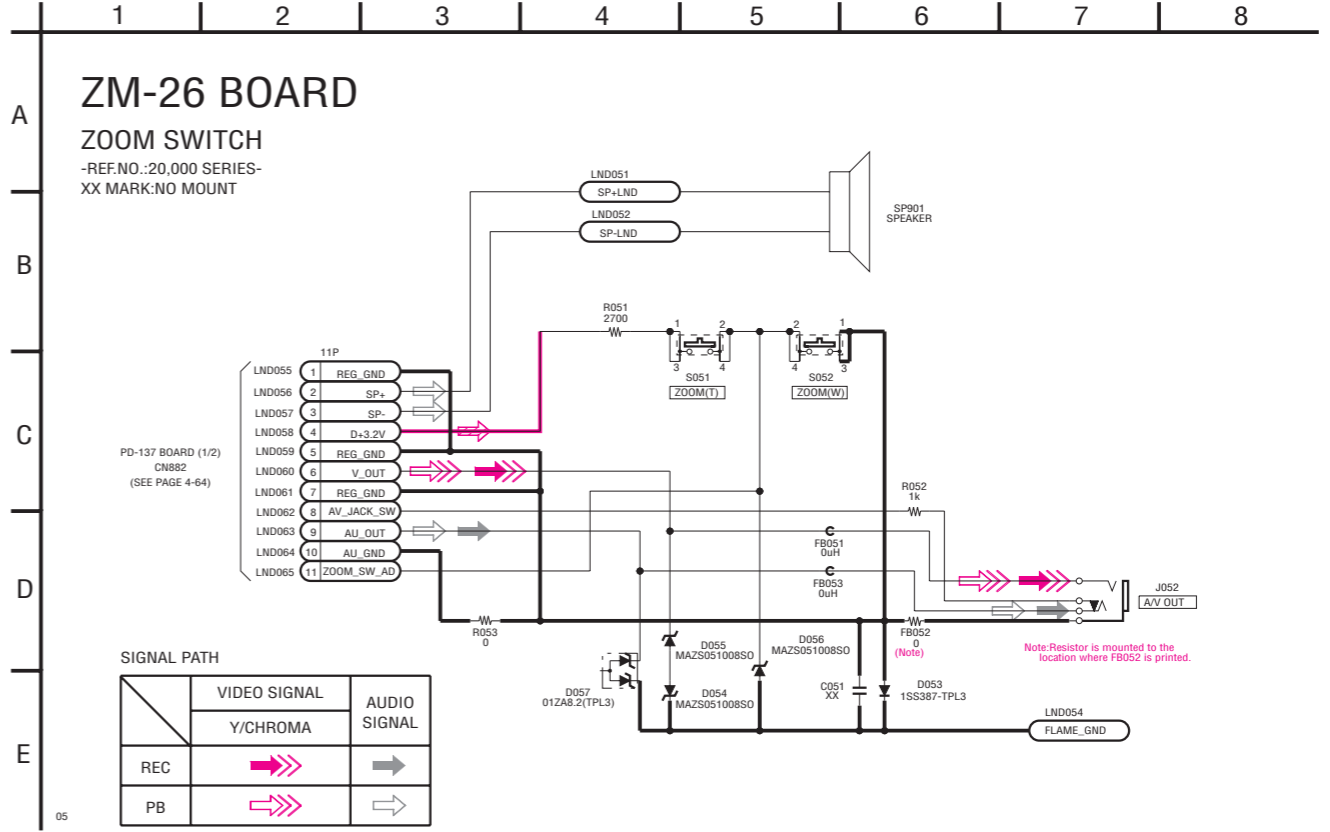 1 2 3 4 5 6 7 8
A
B
C
D
E
ZM-26 BOARD
ZOOM SWITCH
-REF.NO.:20,000 SERIES-
XX MARK:NO MOUNT
LND051
SP+LND
LND052
SP-LND
SP901
SPEAKER
R051
2700
1 2 2 1
3 4 4 3
S051
ZOOM(T)
S052
ZOOM(W)
11P
LND055 1 REG_GND
LND056 2 SP+
LND057 3 SP-
LND058 4 D+3.2V
LND059 5 REG_GND
LND060 6 V_OUT
LND061 7 REG_GND
LND062 8 AV_JACK_SW
LND063 9 AU_OUT
LND064 10 AU_GND
LND065 11 ZOOM_SW_AD
PD-137 BOARD (1/2)
CN882
(SEE PAGE 4-64)
R052
1k
FB051
0uH
FB053
0uH
J052
A/V OUT
R053
0
FB052
0
(Note)
Note:Resistor is mounted to the
location where FB052 is printed.
D055
MAZS051008SO
D056
MAZS051008SO
D057
01ZA8.2(TPL3)
D054
MAZS051008SO
C051
XX
D053
1SS387-TPL3
LND054
FLAME_GND
SIGNAL PATH
VIDEO SIGNAL
Y/CHROMA
AUDIO
SIGNAL
REC
PB
05